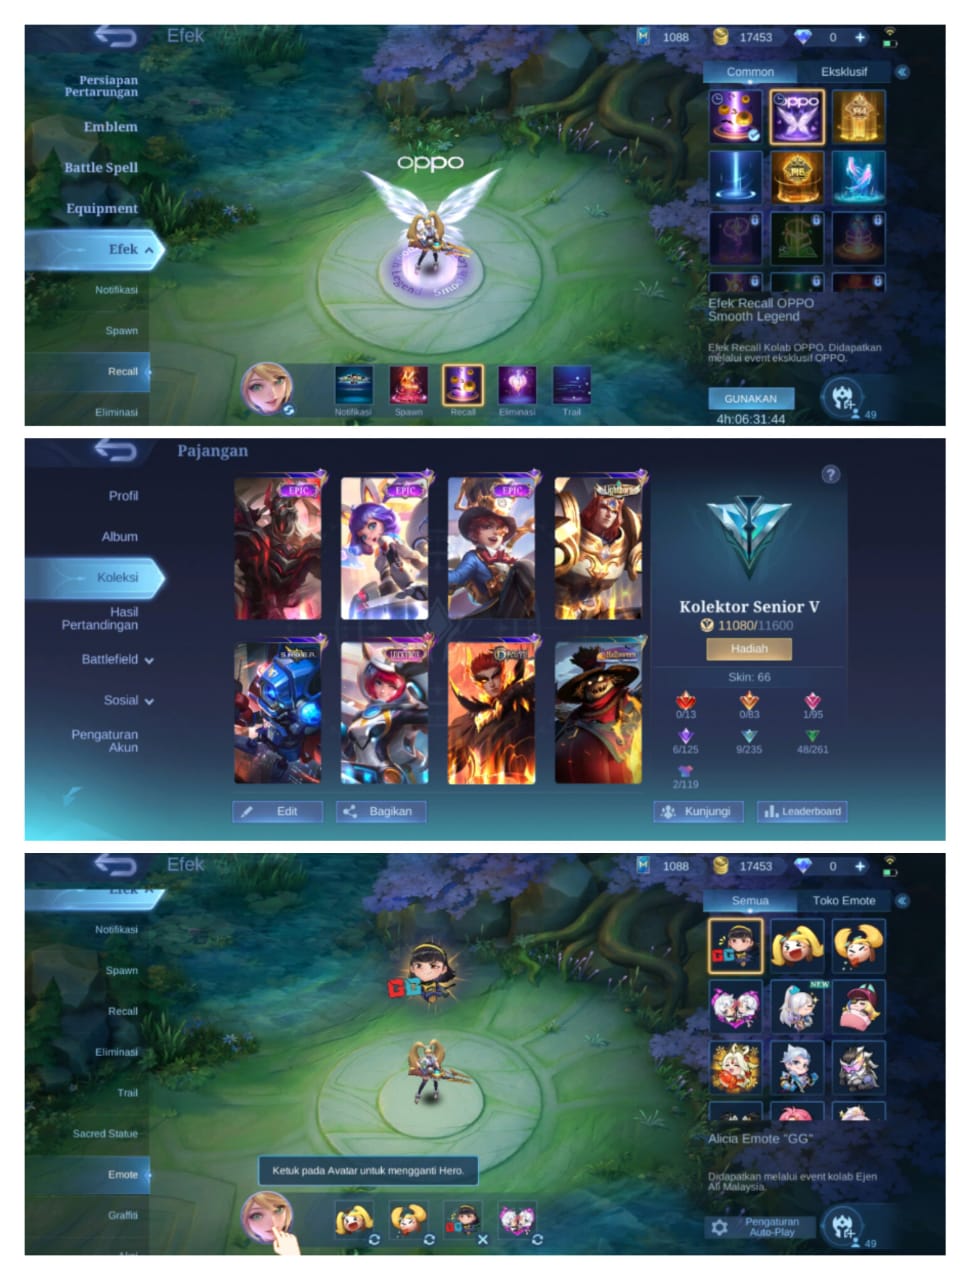 Efek
1088
17453
0
Persiapan
Pertarungan
Emblem
Battle Spell
Equipment
Efek
Notifikasi
Spawn
Recall
Eliminasi
oppo
Notifikasi
Spawn
Recall
Eliminasi
Trail
Common
Eksklusif
oppo
Efek Recall OPPO
Smooth Legend
Efek Recall Kolab OPPO. Didapatkan
melalui event eksklusif OPPO.
GUNAKAN
4h:06:31:44
49
Pajangan
Profil
Album
Koleksi
Hasil
Pertandingan
Battlefield
Sosial
Pengaturan
Akun
EPIC
EPIC
EPIC
Lightborn
S.A.B.E.R.
Halloween
Edit
Bagikan
?
Kolektor Senior V
11080/11600
Hadiah
Skin: 66
0/13
0/83
1/95
6/125
9/235
48/261
2/119
Kunjungi
Leaderboard
Efek
1088
17453
0
Efek
Notifikasi
Spawn
Recall
Eliminasi
Trail
Sacred Statue
Emote
Graffiti
GG
Ketuk pada Avatar untuk mengganti Hero.
Semua
Toko Emote
GG
NEW
Alicia Emote "GG"
Didapatkan melalui event kolab Ejen
Ali Malaysia.
Pengaturan
Auto-Play
49